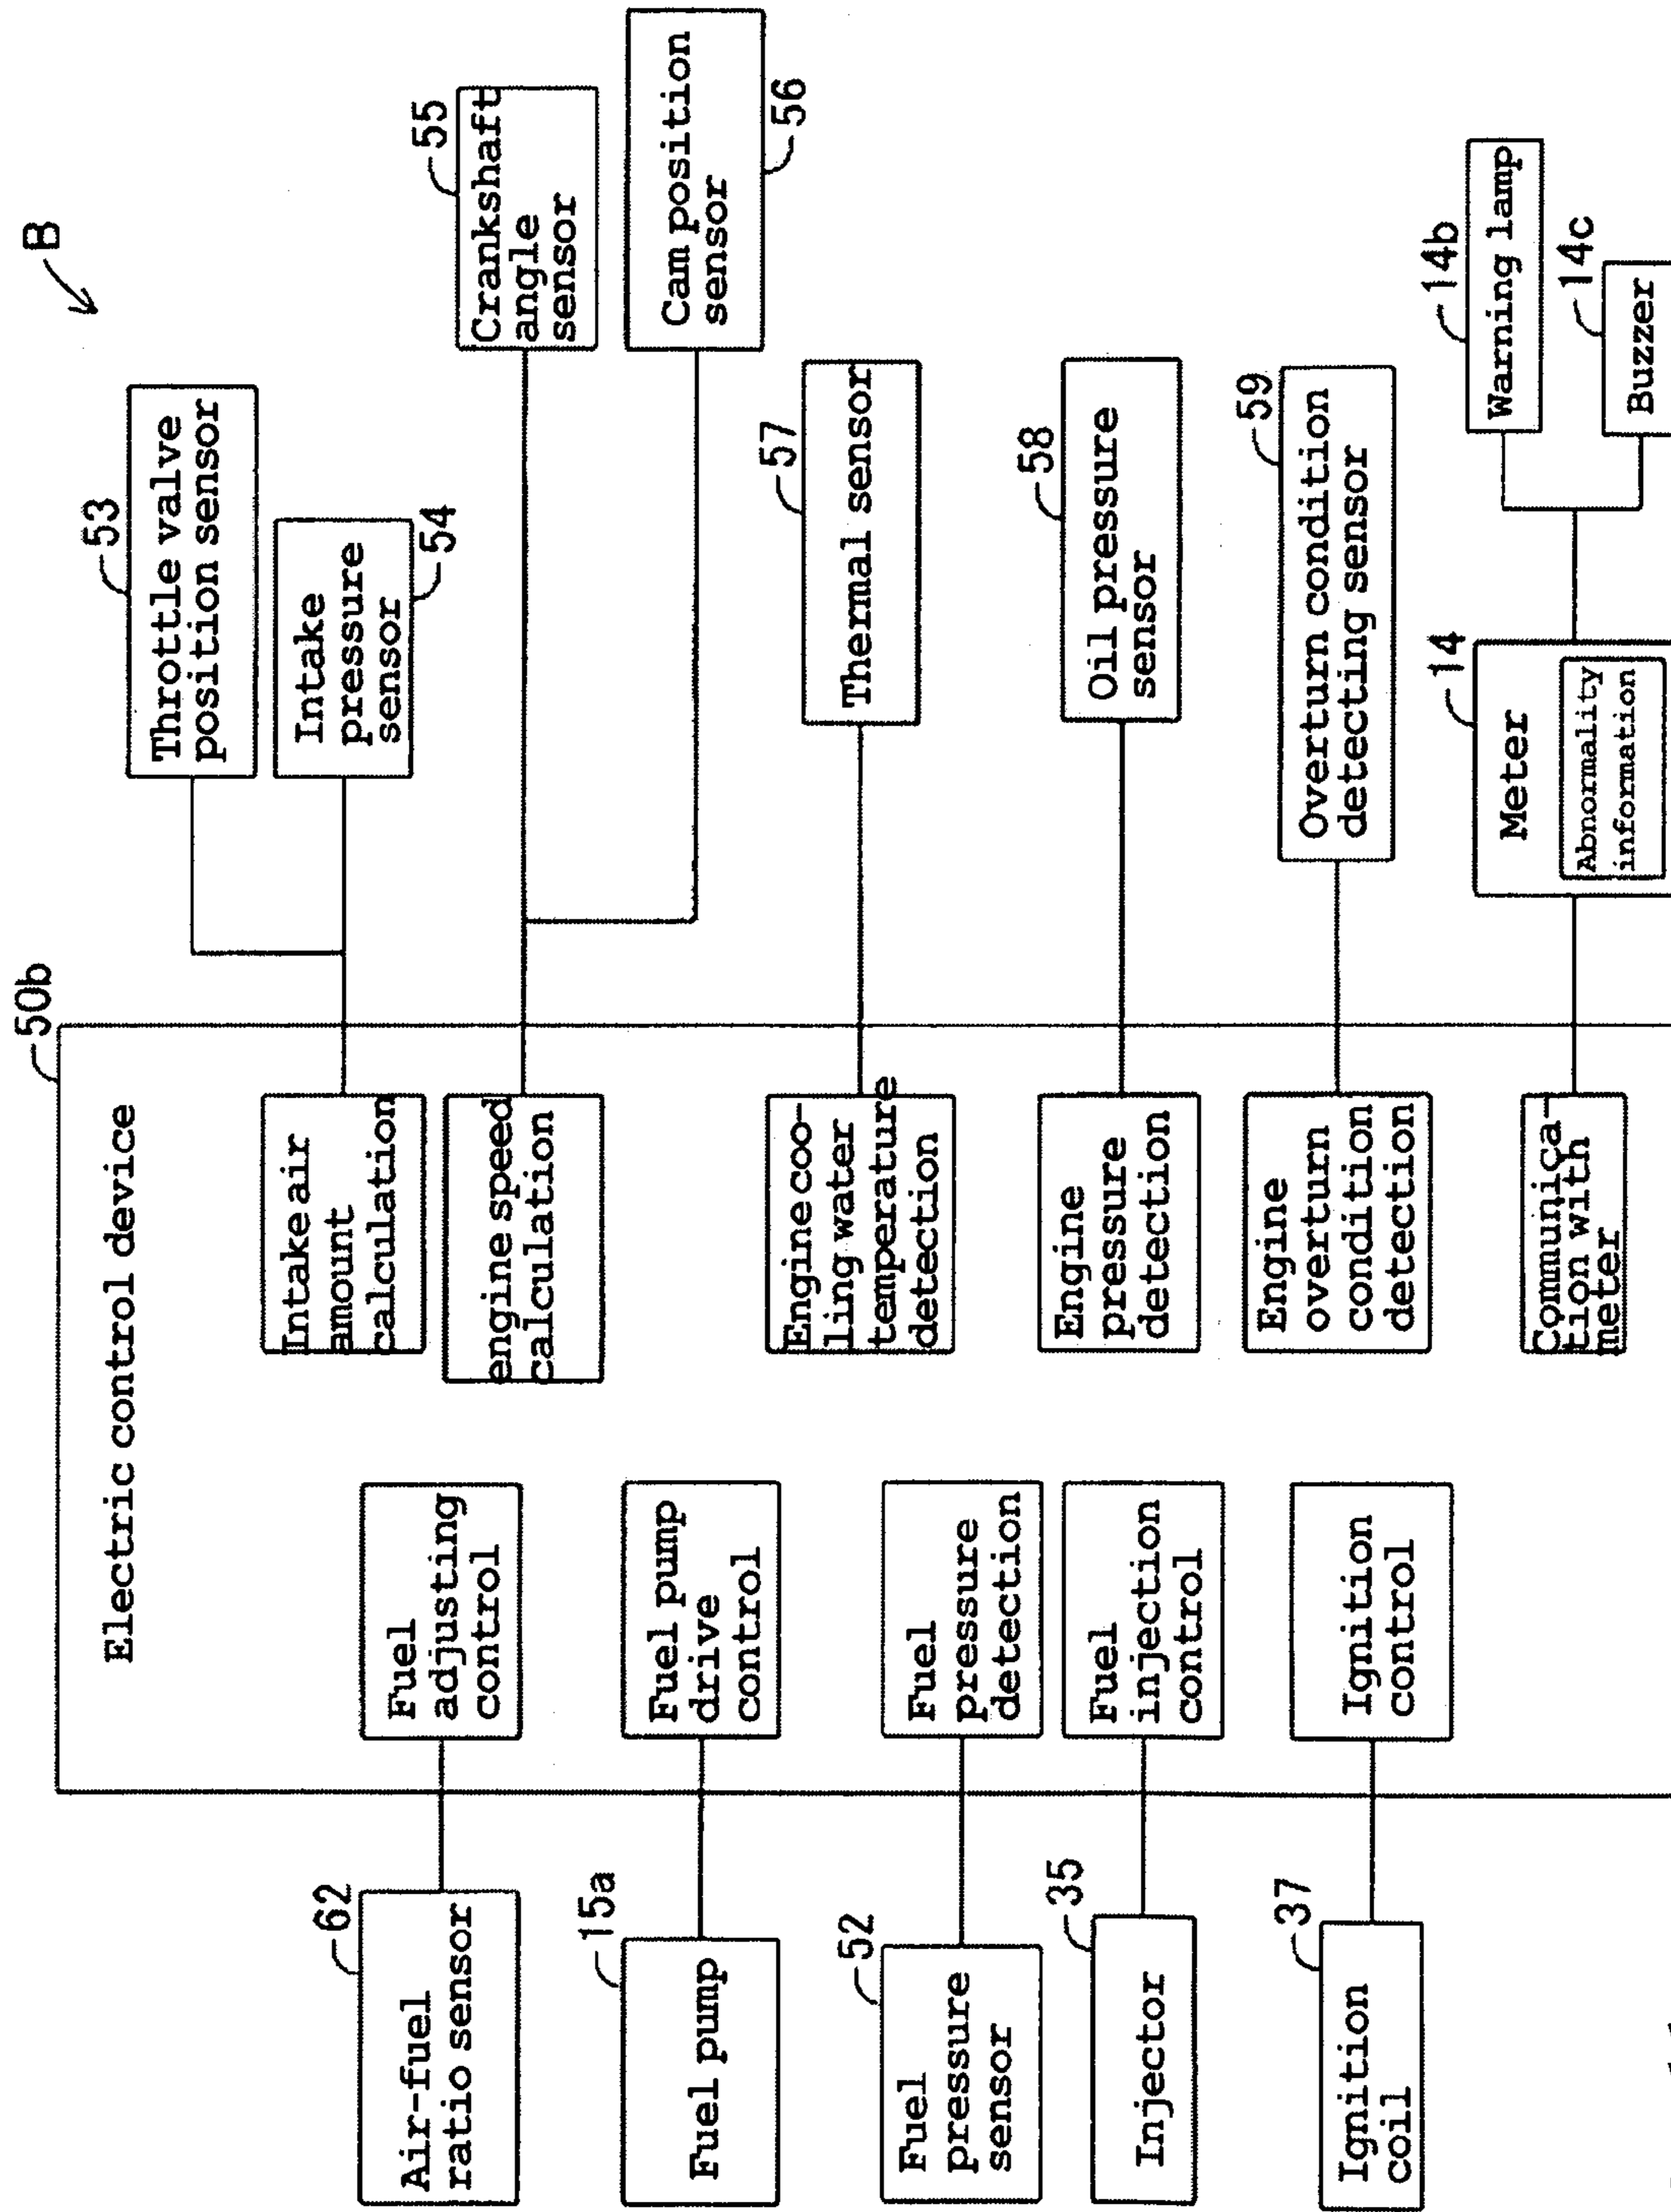 B
50b
Electric control device
62
Air-fuel
ratio sensor
Fuel
adjusting
control
15a
Fuel pump
Fuel pump
drive
control
52
Fuel
pressure
sensor
Fuel
pressure
detection
35
Injector
Fuel
injection
control
37
Ignition
coil
Ignition
control
Intake air
amount
calculation
53
Throttle valve
position sensor
Intake
pressure
sensor
54
engine speed
calculation
55
Crankshaft
angle
sensor
Cam position
sensor
56
Engine coo-
ling water
temperature
detection
57
Thermal sensor
Engine
pressure
detection
58
Oil pressure
sensor
Engine
overturn
condition
detection
59
Overturn condition
detecting sensor
Communica-
tion with
meter
14
Meter
Abnormality
information
14b
Warning lamp
14c
Buzzer